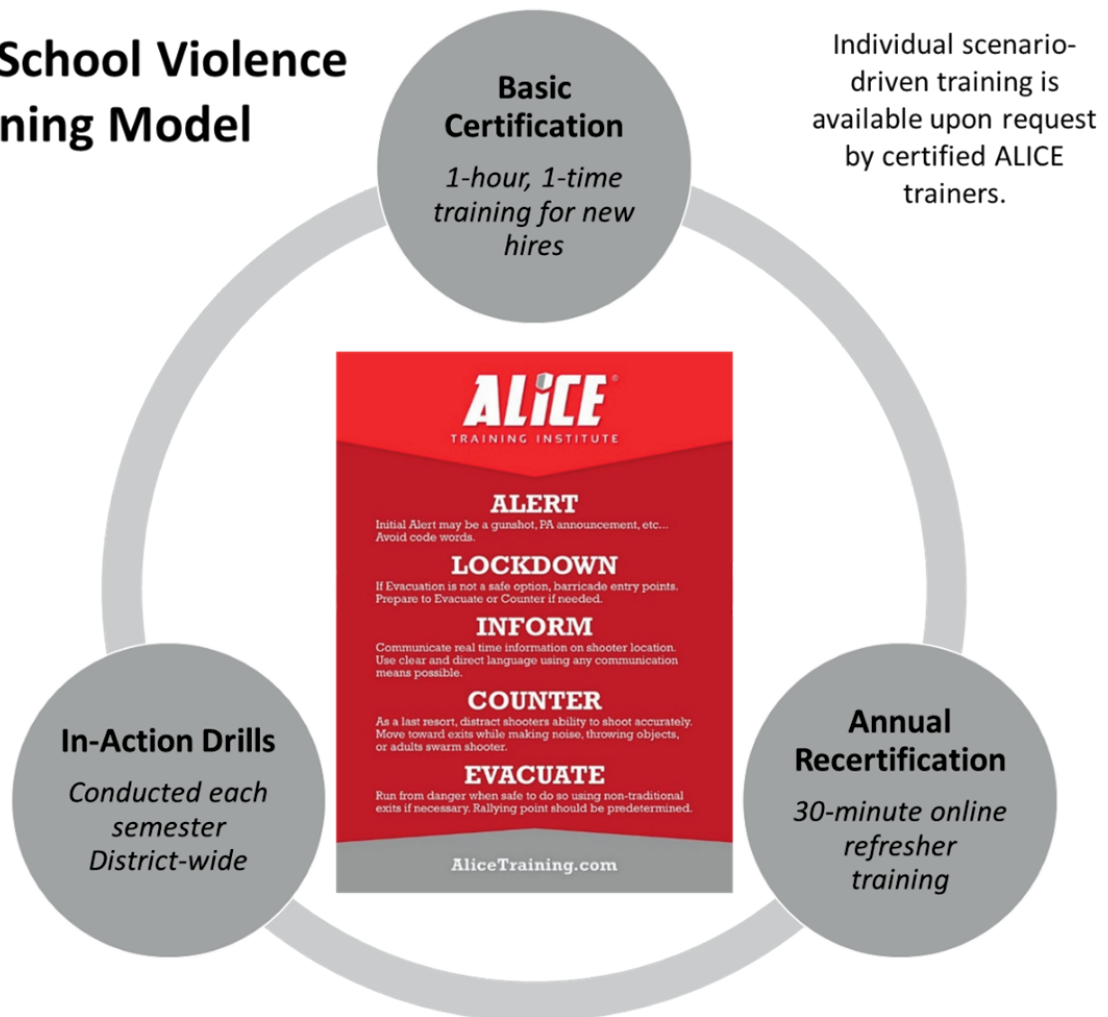 School Violence
ning Model
Individual scenario-
driven training is
available upon request
by certified ALICE
trainers.
Basic
Certification
1-hour, 1-time
training for new
hires
ALiCE
TRAINING INSTITUTE
ALERT
Initial Alert may be a gunshot, PA announcement, etc...
Avoid code words.
LOCKDOWN
If Evacuation is not a safe option, barricade entry points.
Prepare to Evacuate or Counter if needed.
INFORM
Communicate real time information on shooter location.
Use clear and direct language using any communication
means possible.
COUNTER
As a last resort, distract shooters ability to shoot accurately.
Move toward exits while making noise, throwing objects,
or adults swarm shooter.
EVACUATE
Run from danger when safe to do so using non-traditional
exits if necessary. Rallying point should be predetermined.
AliceTraining.com
In-Action Drills
Conducted each
semester
District-wide
Annual
Recertification
30-minute online
refresher
training